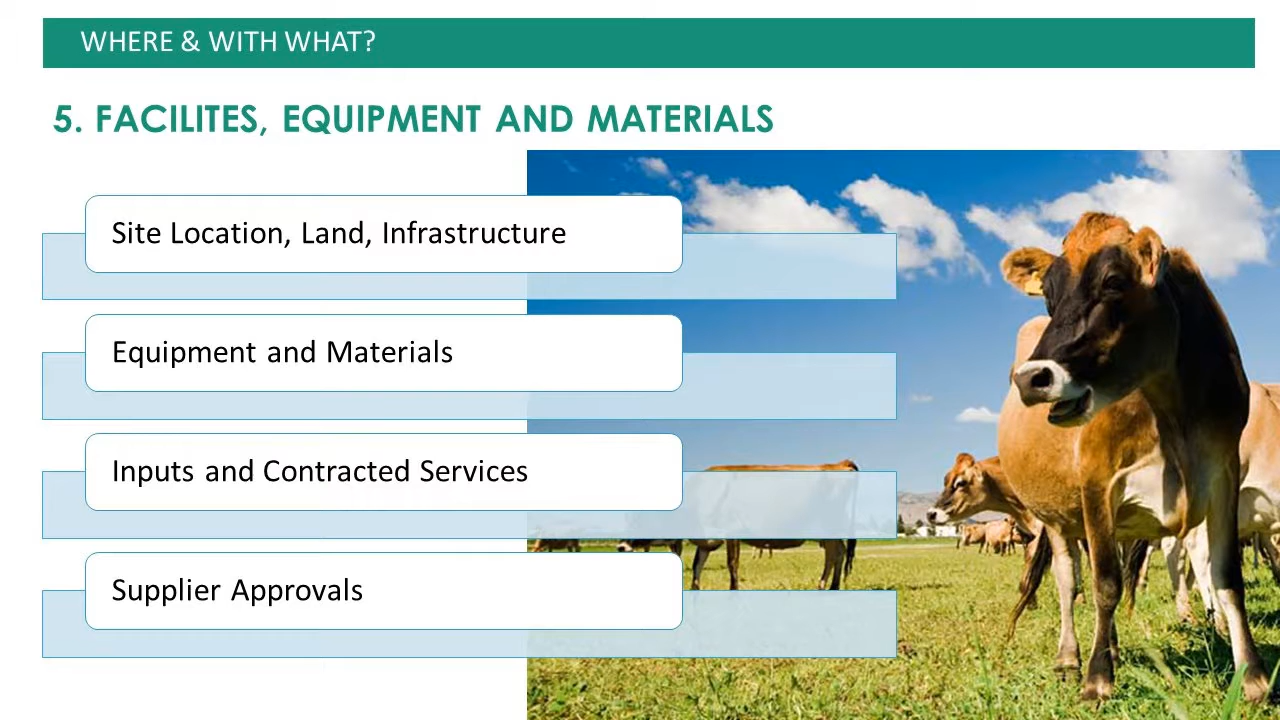 WHERE & WITH WHAT?
5. FACILITES, EQUIPMENT AND MATERIALS
Site Location, Land, Infrastructure
Equipment and Materials
Inputs and Contracted Services
Supplier Approvals